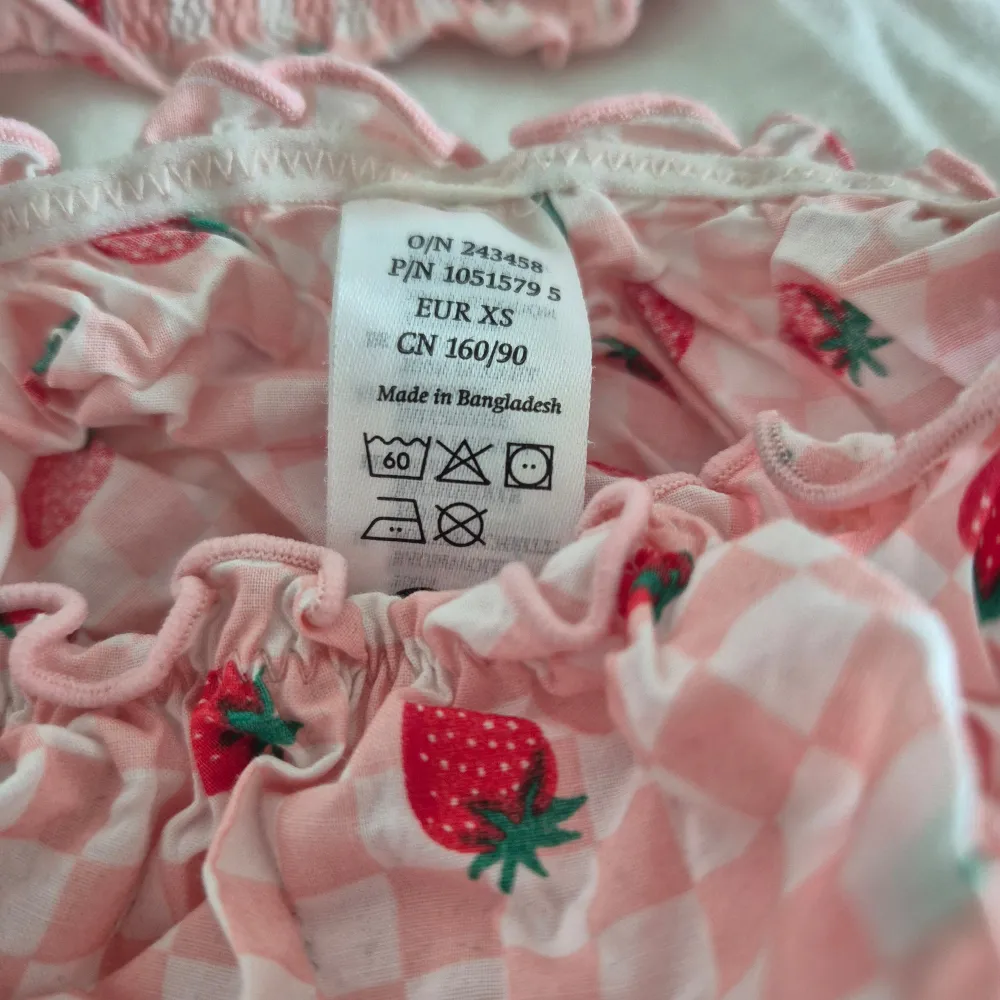 O/N 243458
P/N 1051579 5
EUR XS
CN 160/90
Made in Bangladesh
60